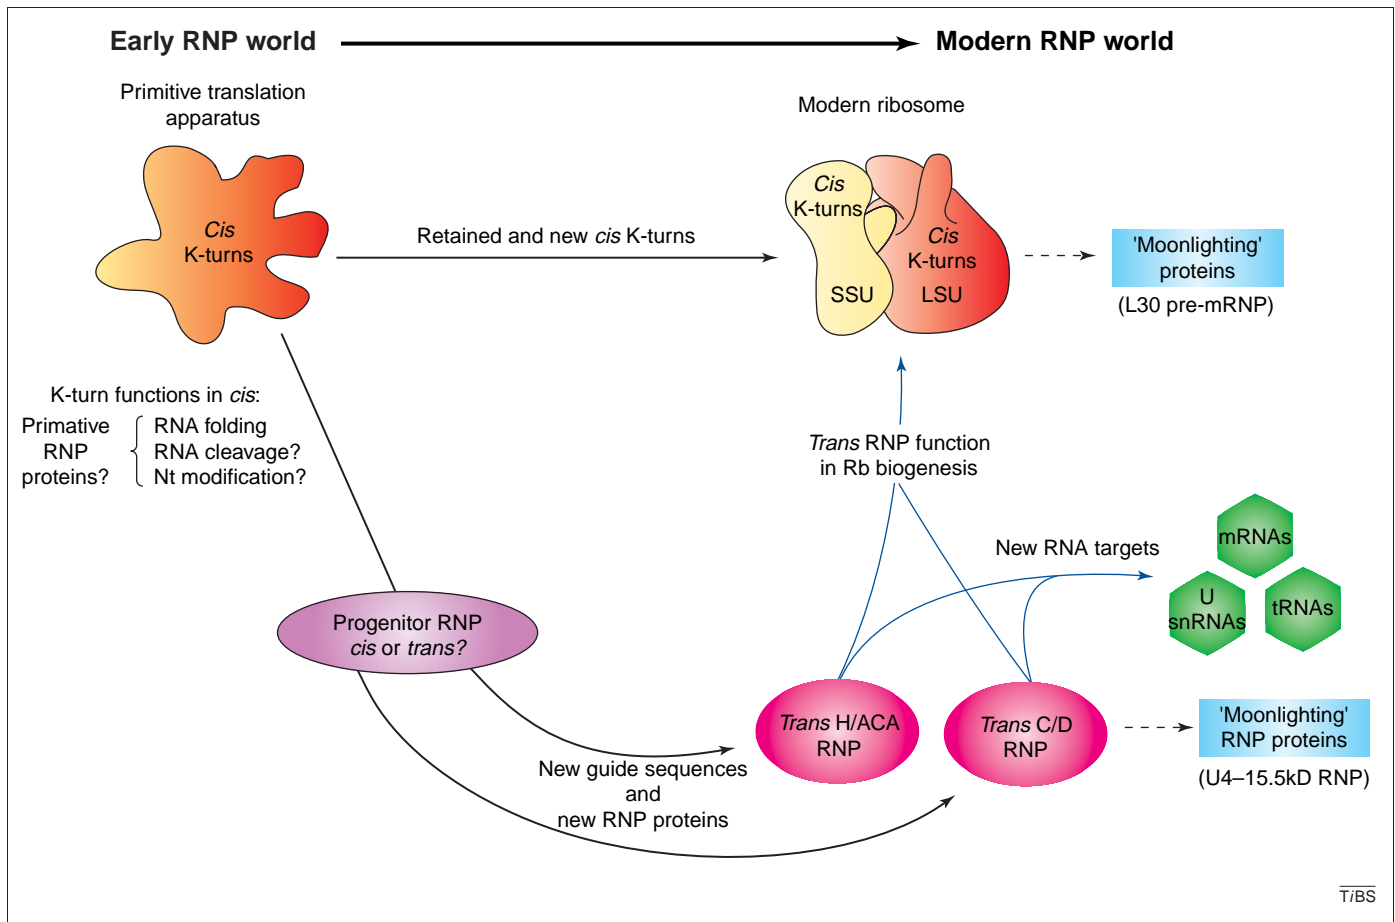 Early RNP world
Modern RNP world
Primitive translation
apparatus
Modern ribosome
Cis
K-turns
Retained and new cis K-turns
Cis
K-turns
SSU
Cis
K-turns
LSU
'Moonlighting'
proteins
(L30 pre-mRNP)
K-turn functions in cis:
Primative
RNP
proteins?
RNA folding
RNA cleavage?
Nt modification?
Trans RNP function
in Rb biogenesis
New RNA targets
mRNAs
U
snRNAs
tRNAs
Progenitor RNP
cis or trans?
Trans H/ACA
RNP
Trans C/D
RNP
'Moonlighting'
RNP proteins
(U4–15.5kD RNP)
New guide sequences
and
new RNP proteins
TiBS